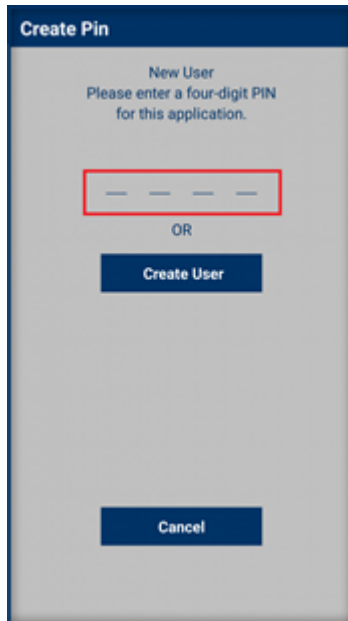 Create Pin
New User
Please enter a four-digit PIN
for this application.
OR
Create User
Cancel